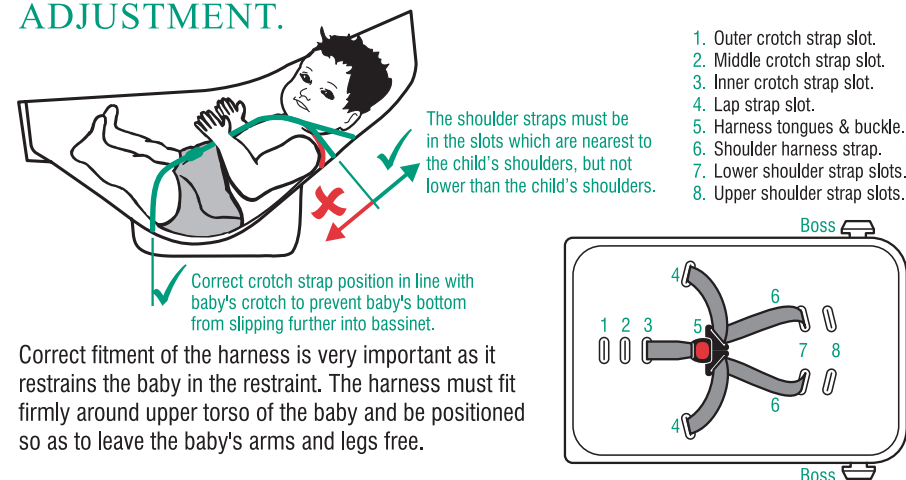 ADJUSTMENT.
The shoulder straps must be
in the slots which are nearest to
the child's shoulders, but not
lower than the child's shoulders.
Correct crotch strap position in line with
baby's crotch to prevent baby's bottom
from slipping further into bassinet.
Correct fitment of the harness is very important as it
restrains the baby in the restraint. The harness must fit
firmly around upper torso of the baby and be positioned
so as to leave the baby's arms and legs free.
1. Outer crotch strap slot.
2. Middle crotch strap slot.
3. Inner crotch strap slot.
4. Lap strap slot.
5. Harness tongues & buckle.
6. Shoulder harness strap.
7. Lower shoulder strap slots.
8. Upper shoulder strap slots.
Boss
4
6
1 2 3 5
7 8
6
4
Boss